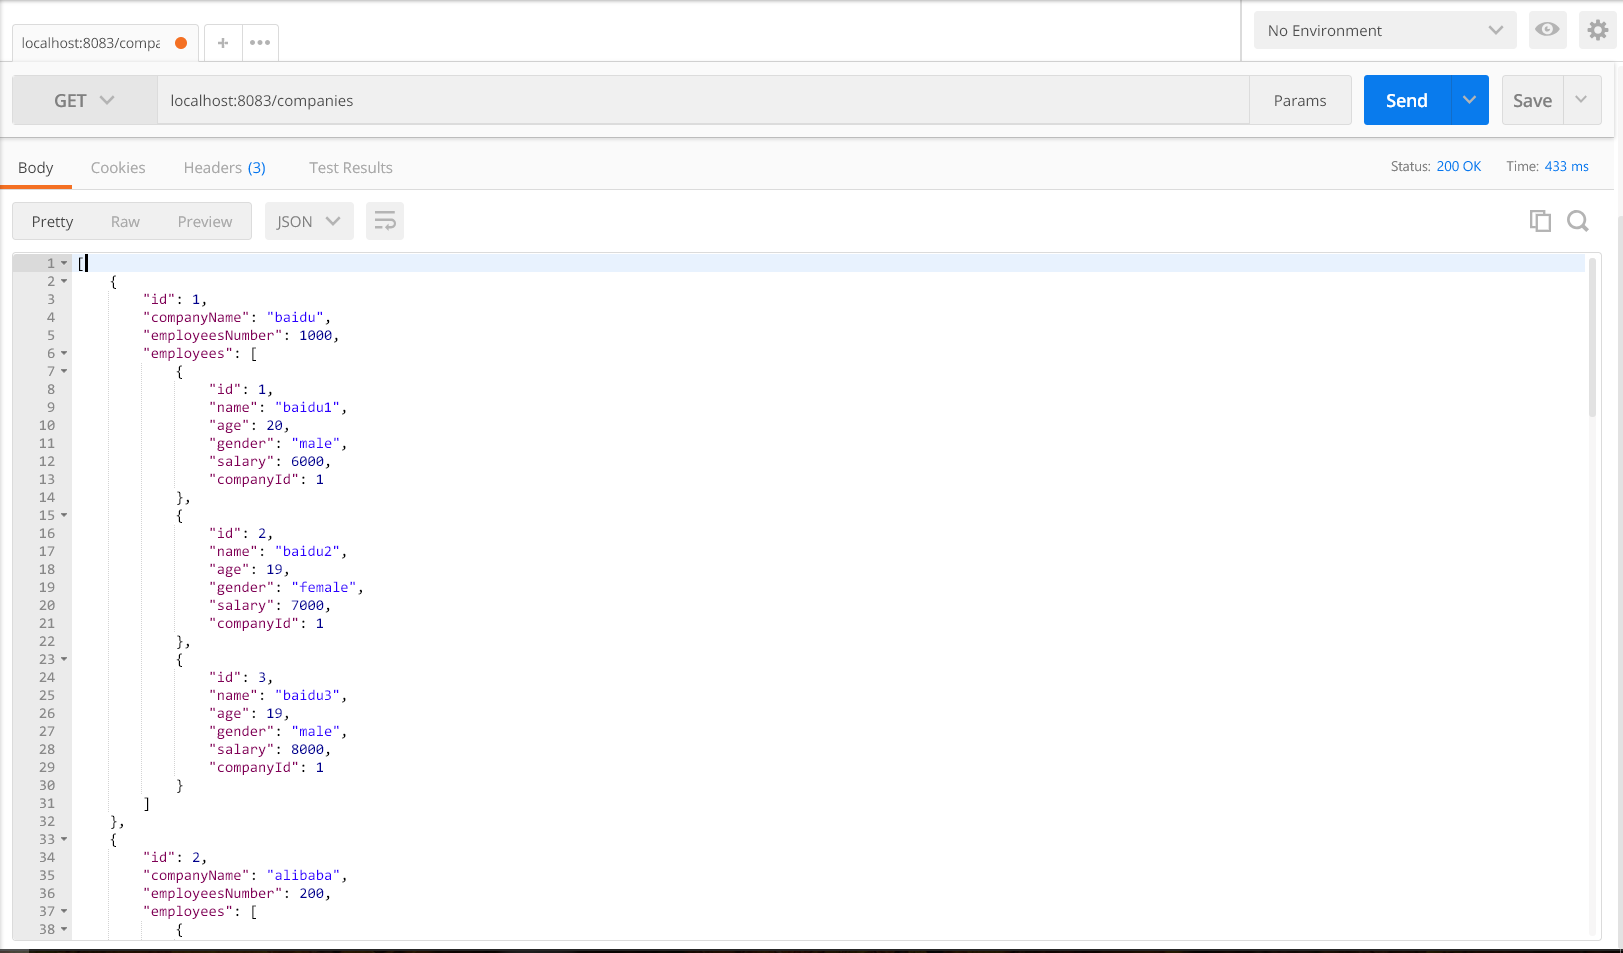 localhost:8083/compa
+ •••
No Environment
GET localhost:8083/companies Params Send Save
Body Cookies Headers (3) Test Results Status: 200 OK Time: 433 ms
Pretty Raw Preview JSON
1 [
2 {
3 "id": 1,
4 "companyName": "baidu",
5 "employeesNumber": 1000,
6 "employees": [
7 {
8 "id": 1,
9 "name": "baidu1",
10 "age": 20,
11 "gender": "male",
12 "salary": 6000,
13 "companyId": 1
14 },
15 {
16 "id": 2,
17 "name": "baidu2",
18 "age": 19,
19 "gender": "female",
20 "salary": 7000,
21 "companyId": 1
22 },
23 {
24 "id": 3,
25 "name": "baidu3",
26 "age": 19,
27 "gender": "male",
28 "salary": 8000,
29 "companyId": 1
30 }
31 ]
32 },
33 {
34 "id": 2,
35 "companyName": "alibaba",
36 "employeesNumber": 200,
37 "employees": [
38 {